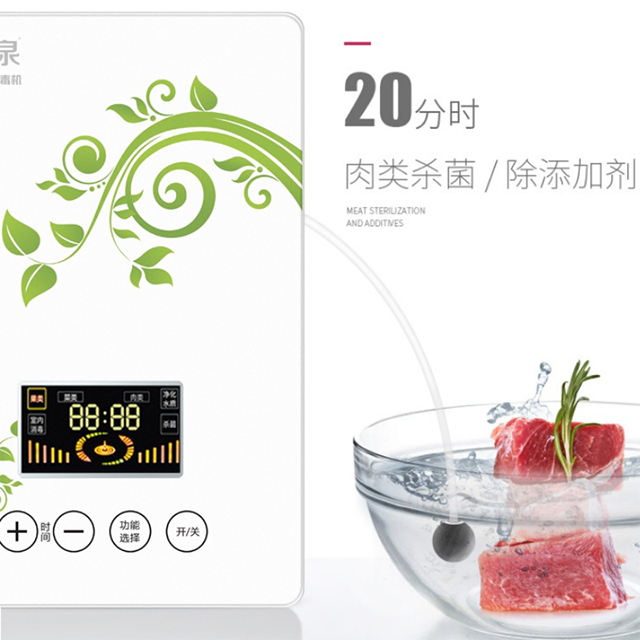 泉
毒机
20分时
肉类杀菌 / 除添加剂
MEAT STERILIZATION
AND ADDITIVES
果类
菜类
肉类
净化
水质
88:88
室内
消毒
杀菌
+
时间
−
功能
选择
开/关